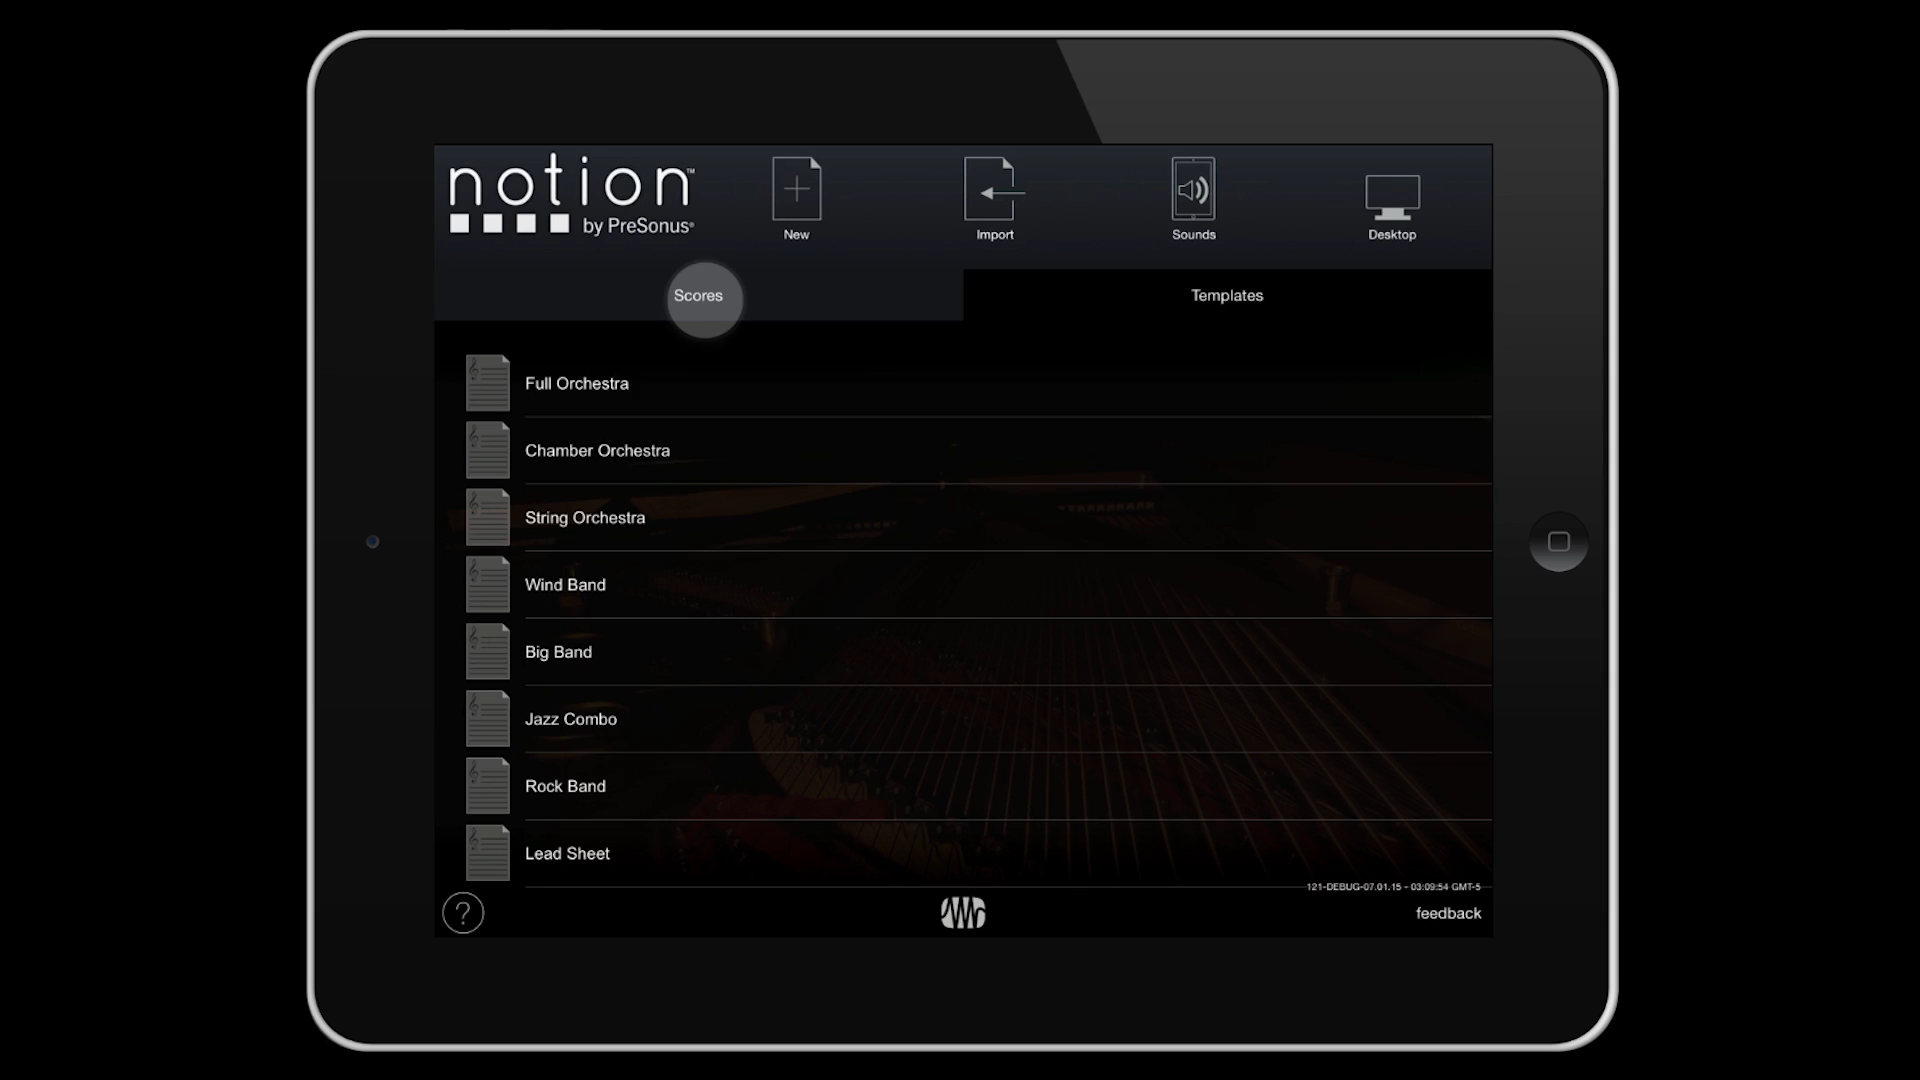 notion™
by PreSonus®
New
Import
Sounds
Desktop
Scores
Templates
Full Orchestra
Chamber Orchestra
String Orchestra
Wind Band
Big Band
Jazz Combo
Rock Band
Lead Sheet
121-DEBUG-07.01.15 - 03:09:54 GMT-5
?
feedback